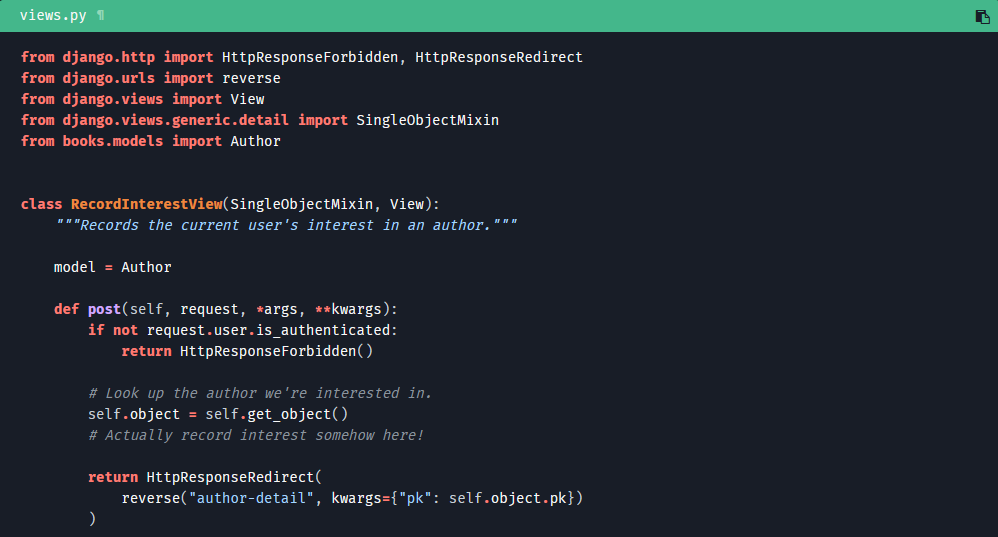 views.py ¶
from django.http import HttpResponseForbidden, HttpResponseRedirect
from django.urls import reverse
from django.views import View
from django.views.generic.detail import SingleObjectMixin
from books.models import Author
class RecordInterestView(SingleObjectMixin, View):
    """Records the current user's interest in an author."""
    model = Author
    def post(self, request, *args, **kwargs):
        if not request.user.is_authenticated:
            return HttpResponseForbidden()
        # Look up the author we're interested in.
        self.object = self.get_object()
        # Actually record interest somehow here!
        return HttpResponseRedirect(
            reverse("author-detail", kwargs={"pk": self.object.pk})
        )